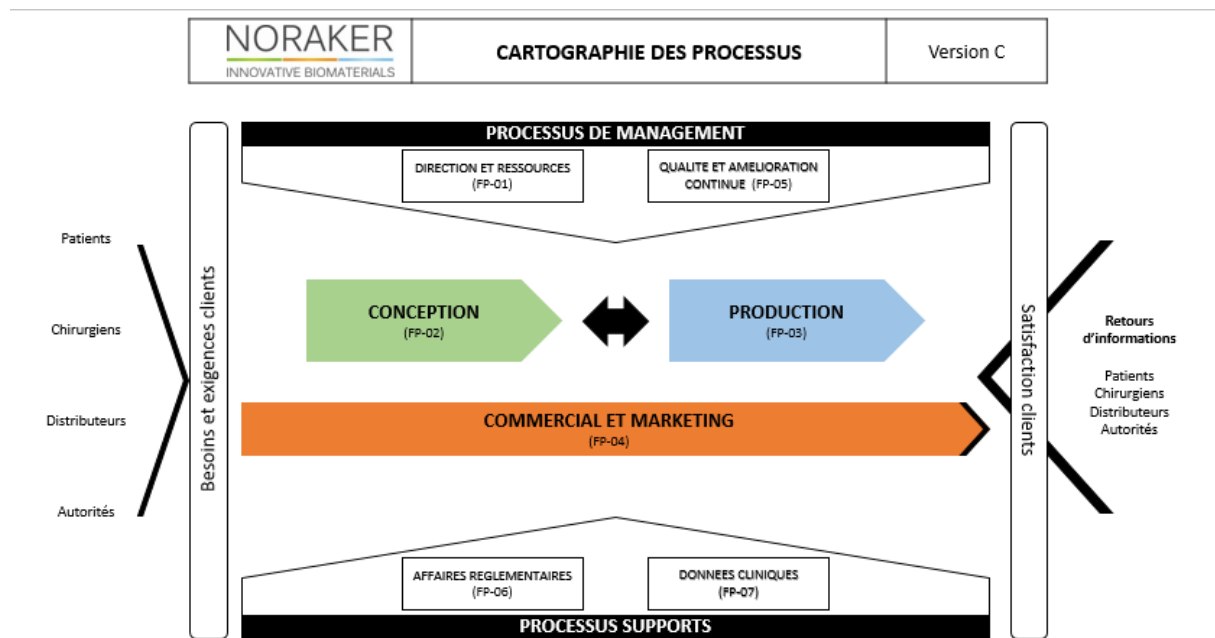 NORAKER
INNOVATIVE BIOMATERIALS
CARTOGRAPHIE DES PROCESSUS
Version C
PROCESSUS DE MANAGEMENT
DIRECTION ET RESSOURCES
(FP-01)
QUALITE ET AMELIORATION
CONTINUE (FP-05)
Patients
Chirurgiens
Distributeurs
Autorités
Besoins et exigences clients
CONCEPTION
(FP-02)
PRODUCTION
(FP-03)
COMMERCIAL ET MARKETING
(FP-04)
Satisfaction clients
Retours
d'informations
Patients
Chirurgiens
Distributeurs
Autorités
AFFAIRES REGLEMENTAIRES
(FP-06)
DONNEES CLINIQUES
(FP-07)
PROCESSUS SUPPORTS